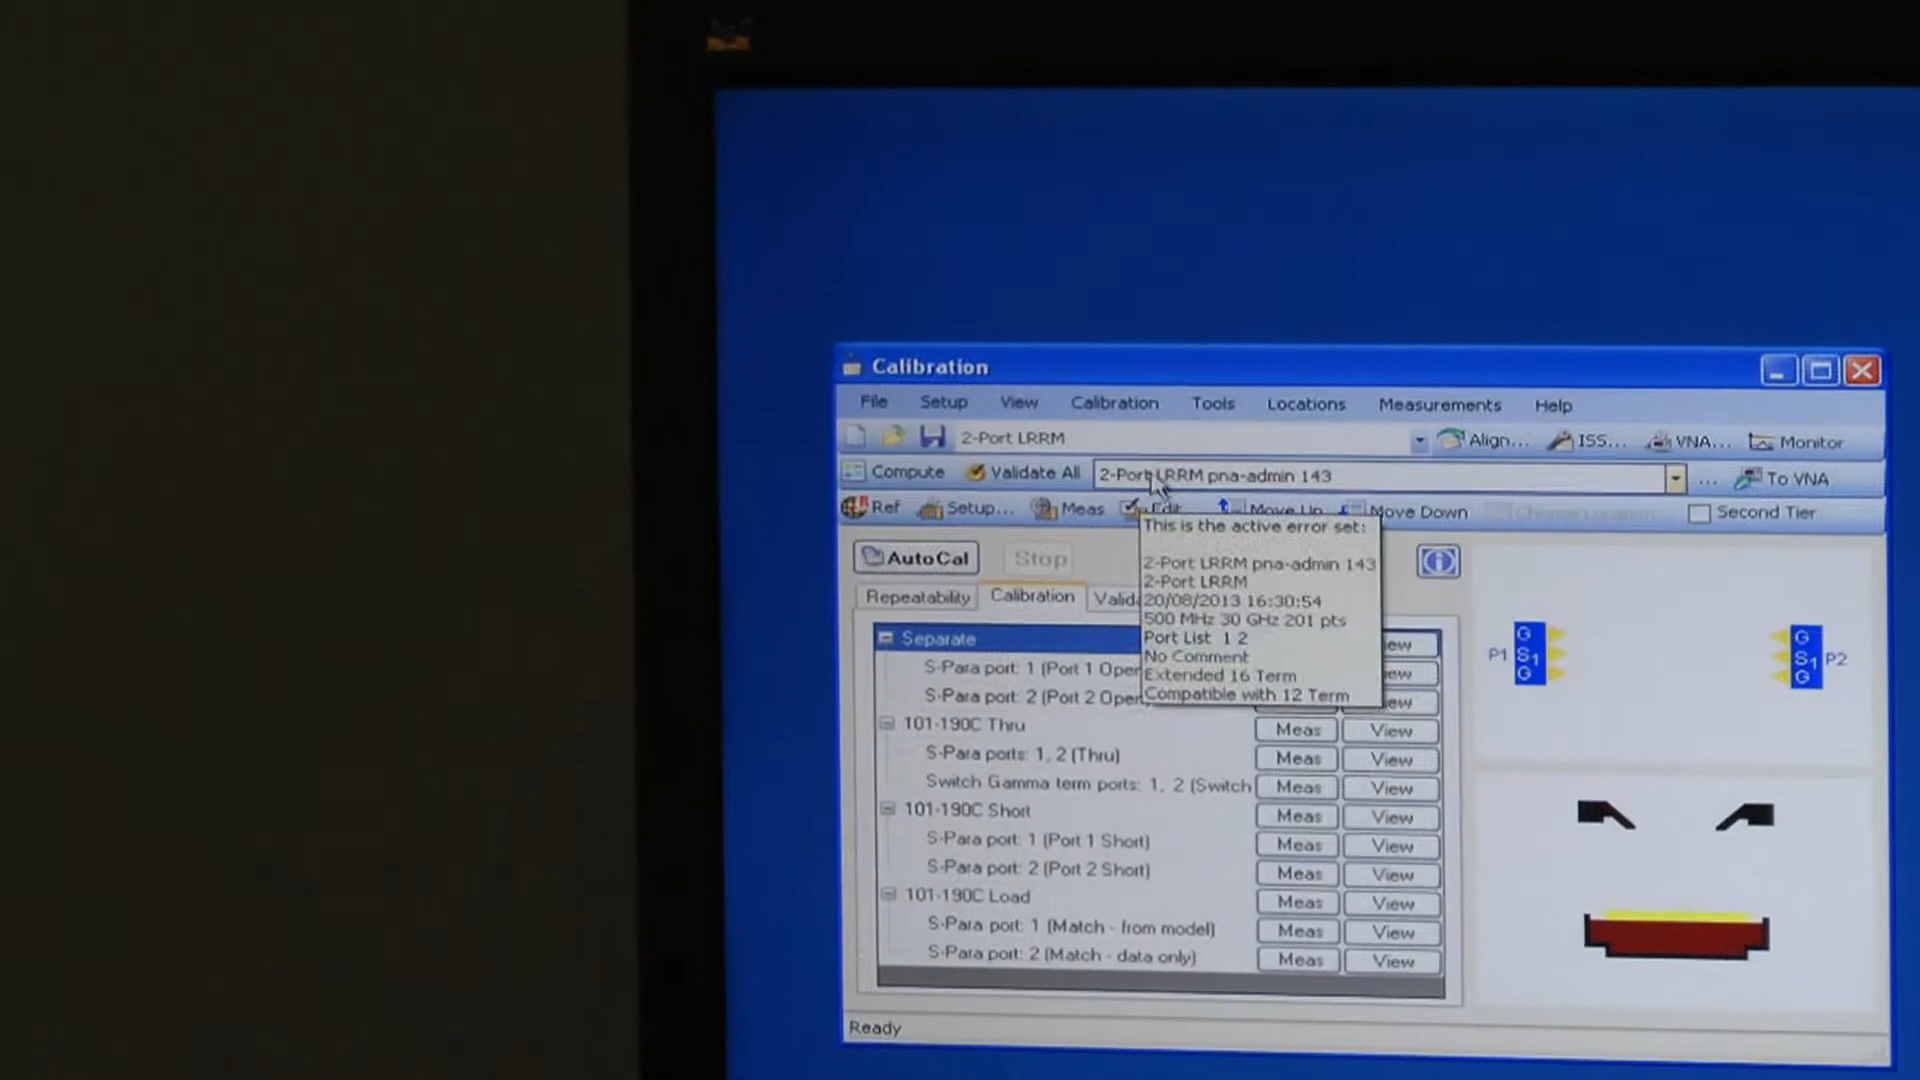 Calibration
File Setup View Calibration Tools Locations Measurements Help
2-Port LRRM Align... ISS... VNA... Monitor
Compute Validate All 2-Port LRRM pna-admin 143 ... To VNA
Ref Setup... Meas Edit Move Up Move Down Second Tier
This is the active error set:
2-Port LRRM pna-admin 143
2-Port LRRM
20/08/2013 16:30:54
500 MHz 30 GHz 201 pts
Port List 1 2
No Comment
Extended 16 Term
Compatible with 12 Term
AutoCal Stop
Repeatability Calibration Valid
Separate ew
S-Para port: 1 (Port 1 Open ew
S-Para port: 2 (Port 2 Open ew
101-190C Thru Meas View
S-Para ports: 1, 2 (Thru) Meas View
Switch Gamma term ports: 1, 2 (Switch Meas View
101-190C Short Meas View
S-Para port: 1 (Port 1 Short) Meas View
S-Para port: 2 (Port 2 Short) Meas View
101-190C Load Meas View
S-Para port: 1 (Match - from model) Meas View
S-Para port: 2 (Match - data only) Meas View
P1 G S1 G
G S1 G P2
Ready